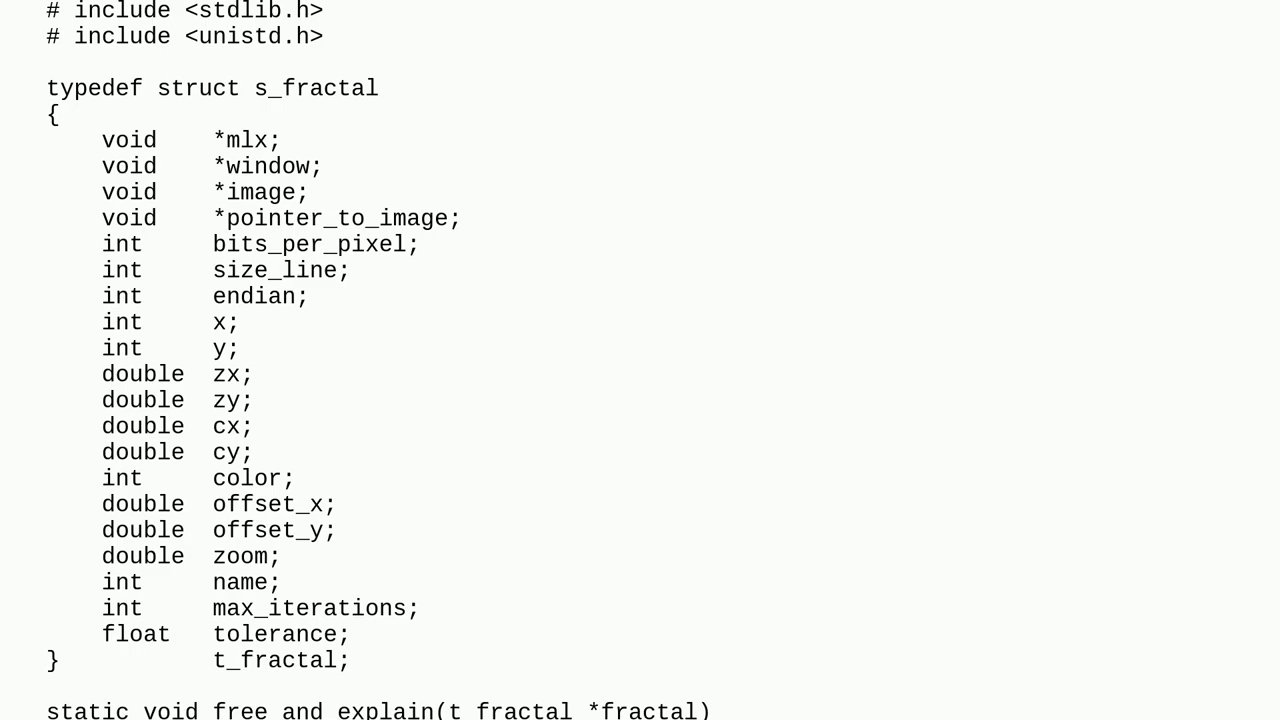 # include <stdlib.h>
# include <unistd.h>

typedef struct s_fractal
{
    void    *mlx;
    void    *window;
    void    *image;
    void    *pointer_to_image;
    int     bits_per_pixel;
    int     size_line;
    int     endian;
    int     x;
    int     y;
    double  zx;
    double  zy;
    double  cx;
    double  cy;
    int     color;
    double  offset_x;
    double  offset_y;
    double  zoom;
    int     name;
    int     max_iterations;
    float   tolerance;
}           t_fractal;

static void free_and_explain(t_fractal *fractal)